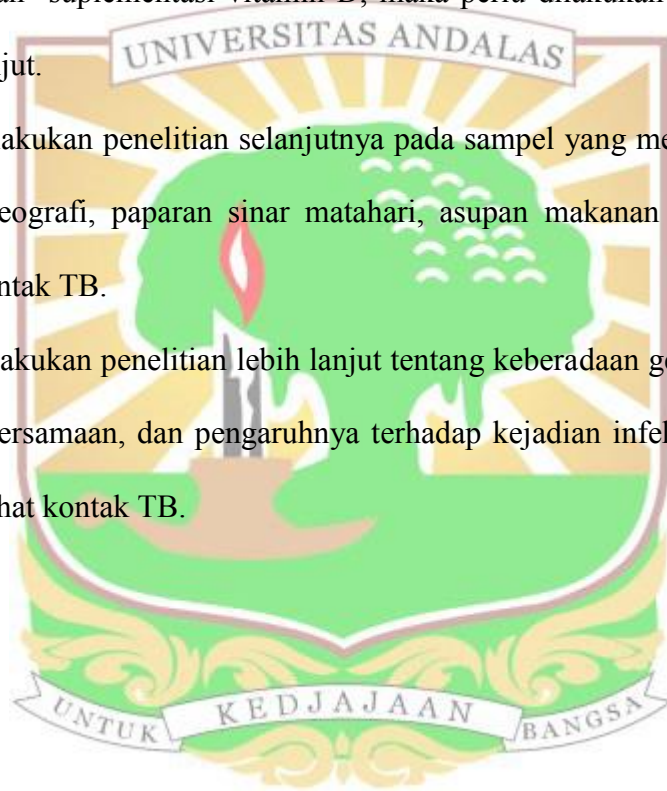 suplementasi vitamin D, maka perlu dilakukan
UNIVERSITAS ANDALAS
jut.
lakukan penelitian selanjutnya pada sampel yang me
eografi, paparan sinar matahari, asupan makanan
ntak TB.
lakukan penelitian lebih lanjut tentang keberadaan ge
ersamaan, dan pengaruhnya terhadap kejadian infek
hat kontak TB.
UNTUK KEDJAJAAN BANGSA